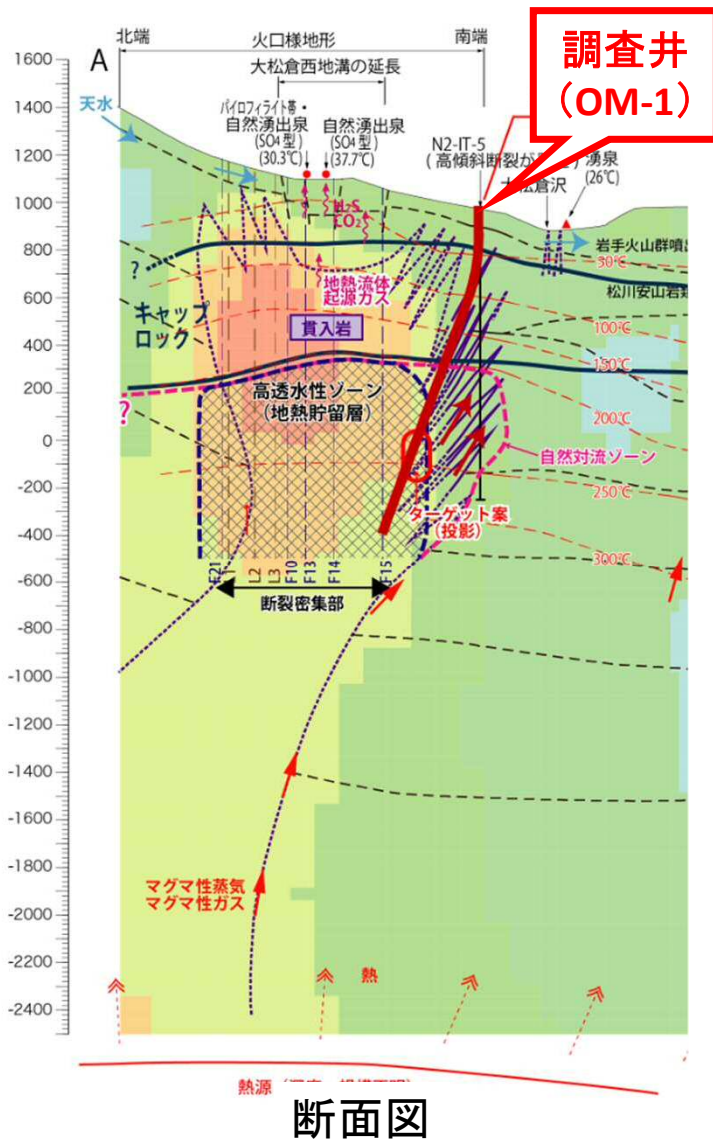 北端
火口様地形
南端
調査井
（OM-1）
A
大松倉西地溝の延長
天水
パイロフィライト帯・
自然湧出泉
(SO4型)
(30.3℃)
自然湧出泉
(SO4型)
(37.7℃)
N2-IT-5
(高傾斜断裂が
湧泉
(26℃)
大松倉沢
H₂S
CO₂
岩手火山群噴
50℃
松川安山岩
?
キャップ
ロック
地熱流体
起源ガス
貫入岩
100℃
150℃
200℃
250℃
300℃
?
高透水性ゾーン
(地熱貯留層)
自然対流ゾーン
ターゲット案
(投影)
F21
L2
L3
F10
F13
F14
F15
断裂密集部
マグマ性蒸気
マグマ性ガス
熱
熱源
1600
1400
1200
1000
800
600
400
200
0
-200
-400
-600
-800
-1000
-1200
-1400
-1600
-1800
-2000
-2200
-2400
断面図